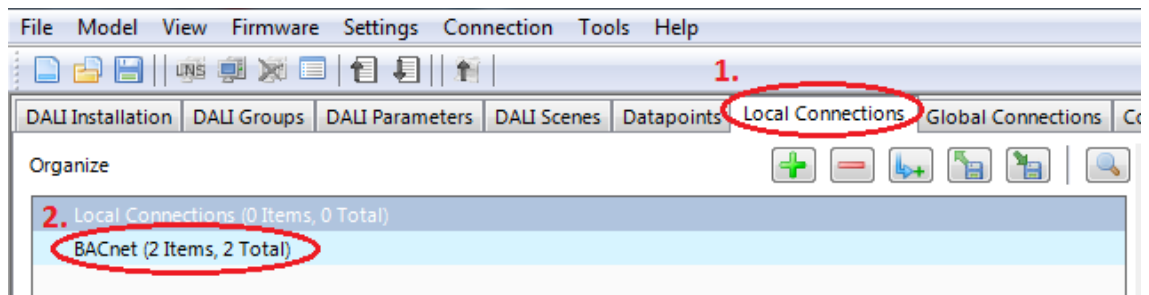 File Model View Firmware Settings Connection Tools Help
LNS
1.
DALI Installation DALI Groups DALI Parameters DALI Scenes Datapoints Local Connections Global Connections
Organize
2. Local Connections (0 Items, 0 Total)
BACnet (2 Items, 2 Total)